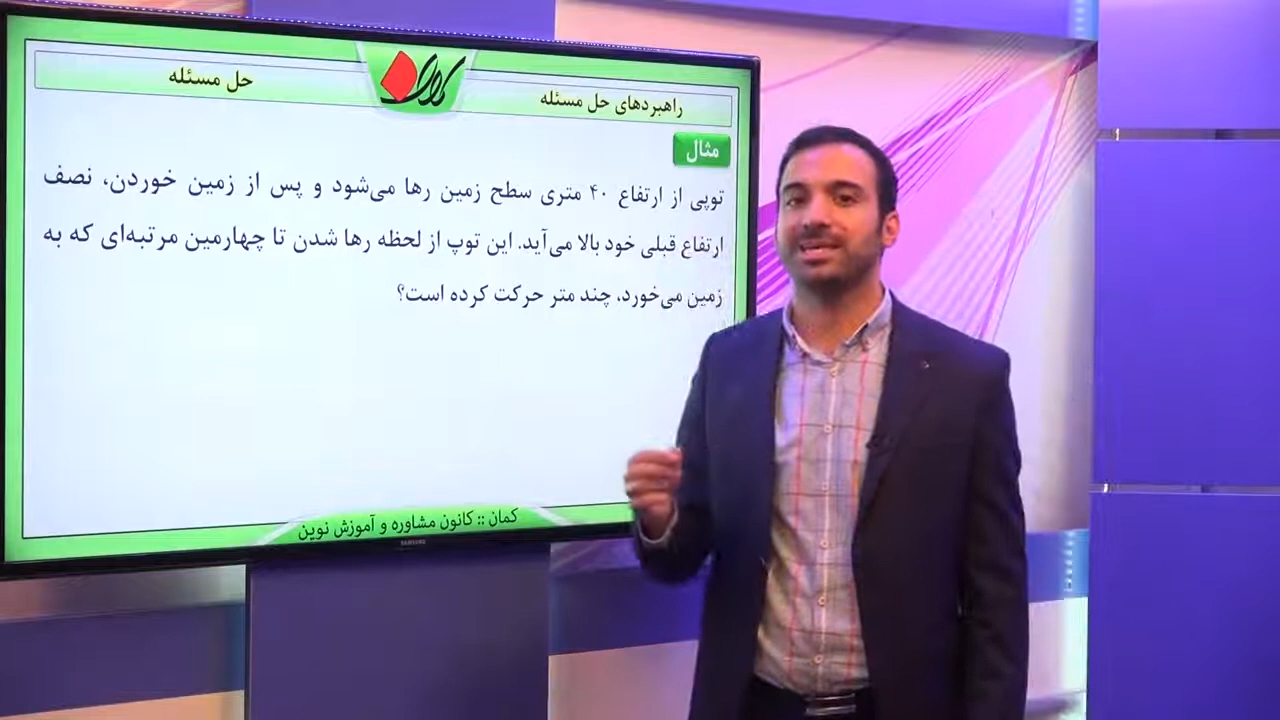 راهبردهای حل مسئله
حل مسئله
کمان
مثال
توپی از ارتفاع ۴۰ متری سطح زمین رها می‌شود و پس از زمین خوردن، نصف
ارتفاع قبلی خود بالا می‌آید. این توپ از لحظه رها شدن تا چهارمین مرتبه‌ای که به
زمین می‌خورد، چند متر حرکت کرده است؟
کمان :: کانون مشاوره و آموزش نوین
SAMSUNG